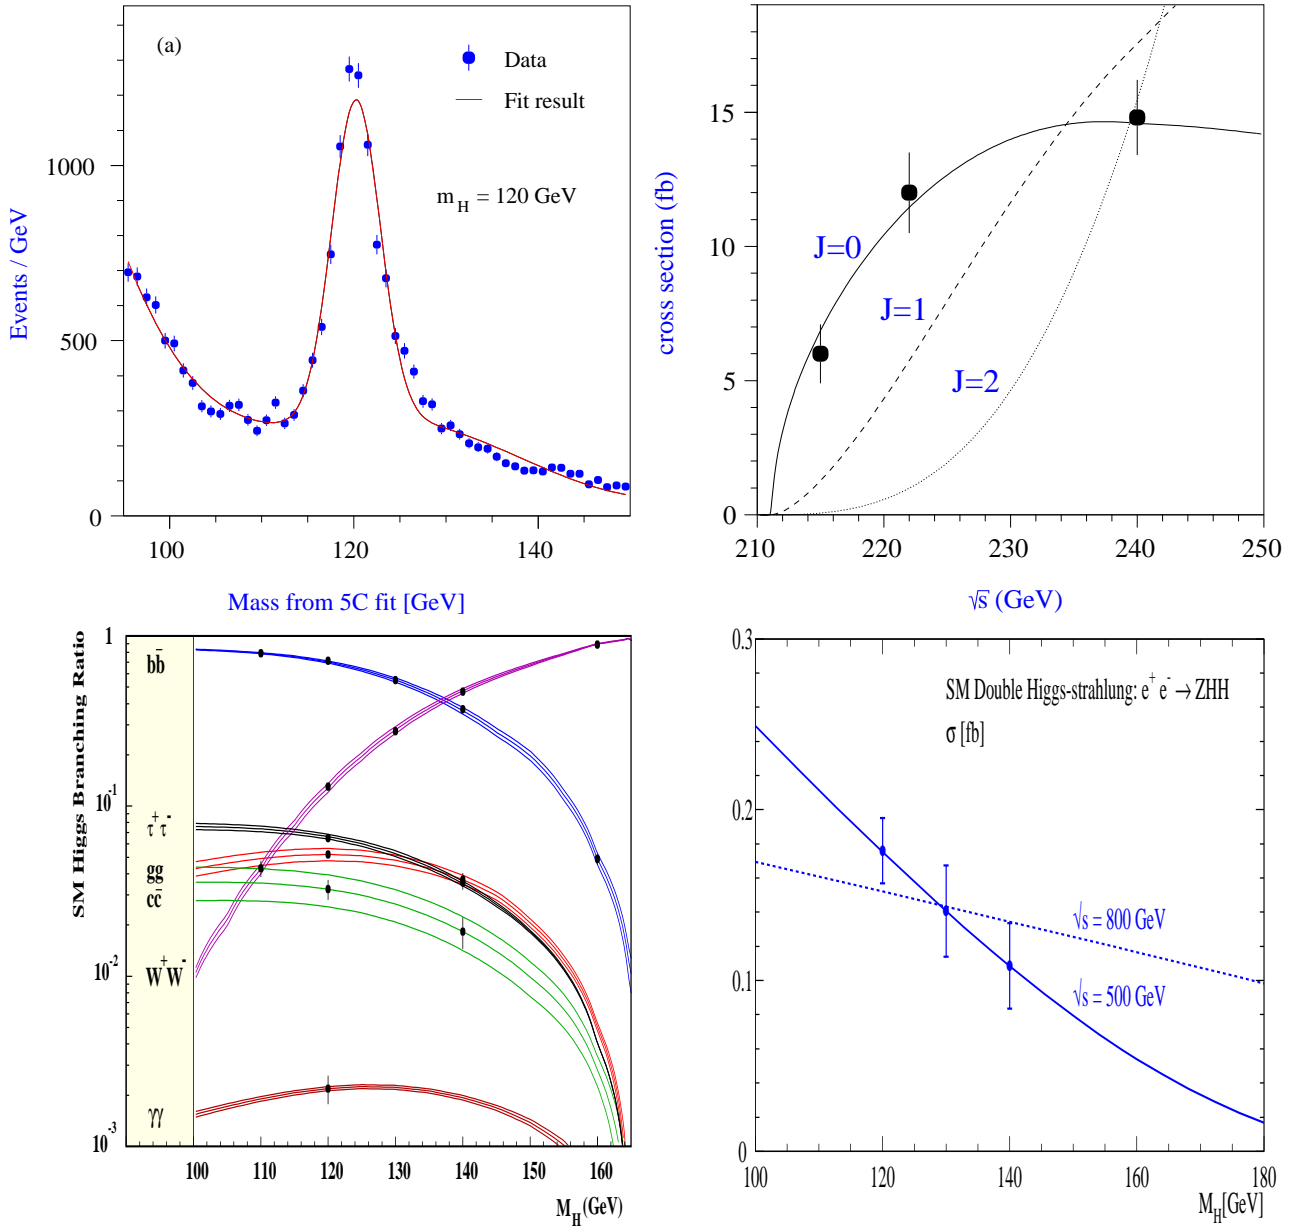 (a)
Data
Fit result
m_H = 120 GeV
Events / GeV
1000
500
0
100
120
140
Mass from 5C fit [GeV]
cross section (fb)
15
10
5
0
J=0
J=1
J=2
210
220
230
240
250
√s (GeV)
SM Higgs Branching Ratio
1
10^-1
10^-2
10^-3
bb̄
τ^+ τ^-
gg
cc̄
W^+ W^-
γγ
100
110
120
130
140
150
160
M_H (GeV)
0.3
0.2
0.1
0
SM Double Higgs-strahlung: e^+ e^- → ZHH
σ [fb]
√s = 800 GeV
√s = 500 GeV
100
120
140
160
180
M_H[GeV]